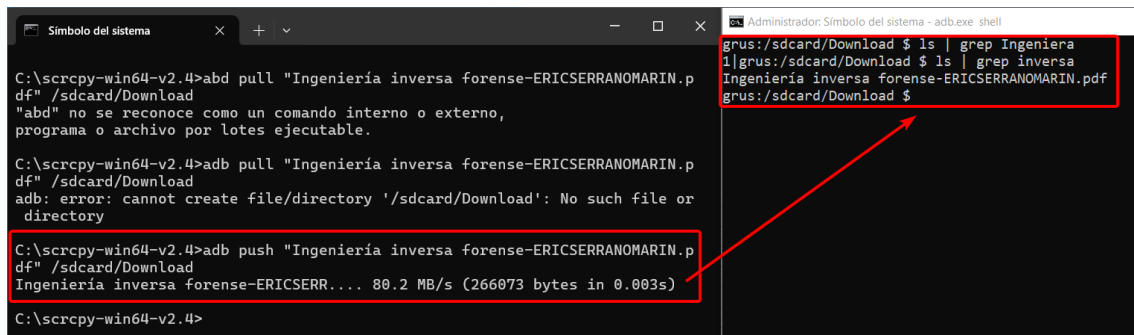 Símbolo del sistema
C:\scrcpy-win64-v2.4>abd pull "Ingeniería inversa forense-ERICSERRANOMARIN.p
df" /sdcard/Download
"abd" no se reconoce como un comando interno o externo,
programa o archivo por lotes ejecutable.
C:\scrcpy-win64-v2.4>adb pull "Ingeniería inversa forense-ERICSERRANOMARIN.p
df" /sdcard/Download
adb: error: cannot create file/directory '/sdcard/Download': No such file or
directory
C:\scrcpy-win64-v2.4>adb push "Ingeniería inversa forense-ERICSERRANOMARIN.p
df" /sdcard/Download
Ingeniería inversa forense-ERICSERR.... 80.2 MB/s (266073 bytes in 0.003s)
C:\scrcpy-win64-v2.4>
Administrador: Símbolo del sistema - adb.exe shell
grus:/sdcard/Download $ ls | grep Ingeniera
1|grus:/sdcard/Download $ ls | grep inversa
Ingeniería inversa forense-ERICSERRANOMARIN.pdf
grus:/sdcard/Download $